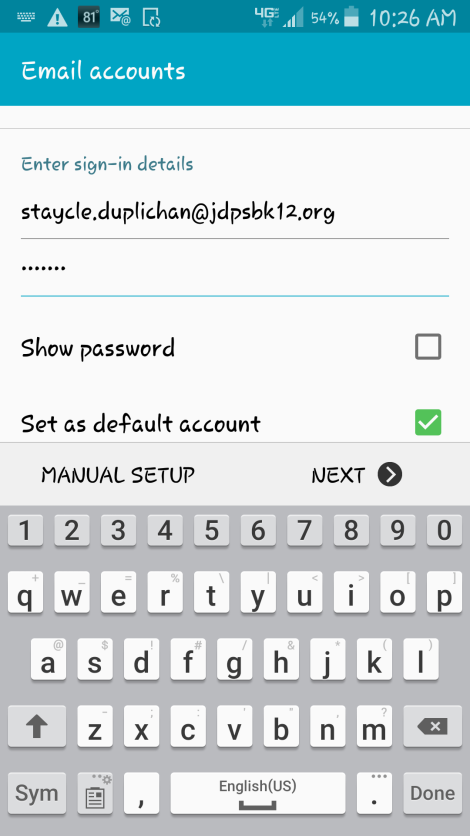 81° 4G LTE 54% 10:26 AM
Email accounts
Enter sign-in details
staycle.duplichan@jdpsbk12.org
•••••••
Show password
Set as default account
MANUAL SETUP NEXT
1 2 3 4 5 6 7 8 9 0
+ _ = % \ | < > [ ]
q w e r t y u i o p
@ $ ! # / & * ( )
a s d f g h j k l
- ; : ' " , ?
z x c v b n m
English(US)
Sym , . Done